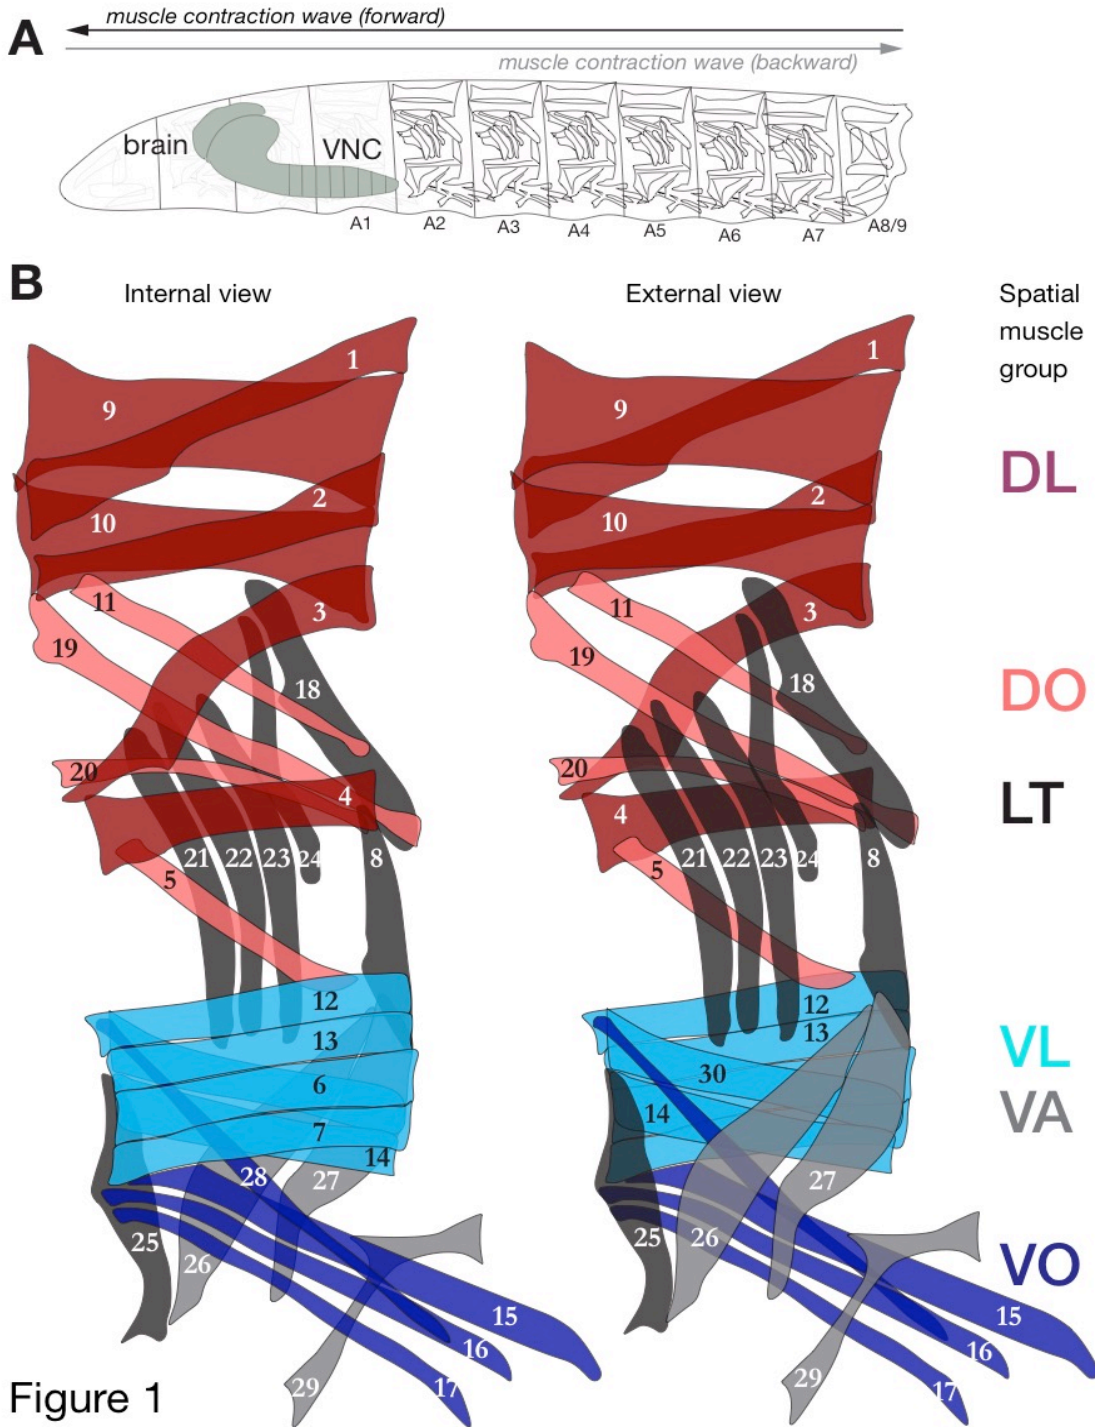 A
muscle contraction wave (forward)
muscle contraction wave (backward)
brain
VNC
A1 A2 A3 A4 A5 A6 A7 A8/9
B
Internal view
External view
Spatial
muscle
group
1
9
2
10
11
3
19
18
20
4
21 22 23 24 8
5
12
13
6
7
14
28 27
25 26
15
16
29 17
1
9
2
10
11 3
19
18
20
4
21 22 23 24 8
5
12
13
30
14
27
25 26
15
16
29 17
DL
DO
LT
VL
VA
VO
Figure 1